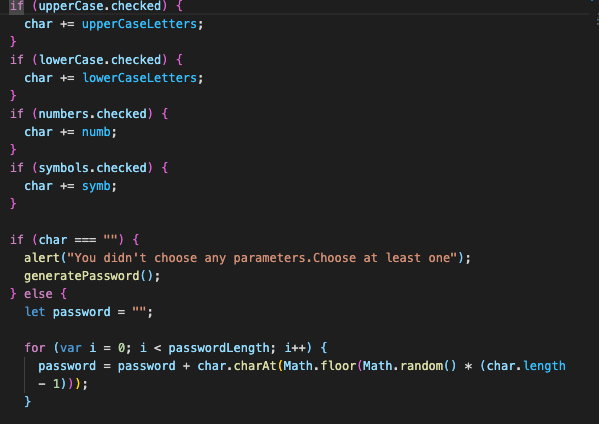 if (upperCase.checked) {
  char += upperCaseLetters;
}
if (lowerCase.checked) {
  char += lowerCaseLetters;
}
if (numbers.checked) {
  char += numb;
}
if (symbols.checked) {
  char += symb;
}

if (char === "") {
  alert("You didn't choose any parameters.Choose at least one");
  generatePassword();
} else {
  let password = "";

  for (var i = 0; i < passwordLength; i++) {
    password = password + char.charAt(Math.floor(Math.random() * (char.length
    - 1)));
  }